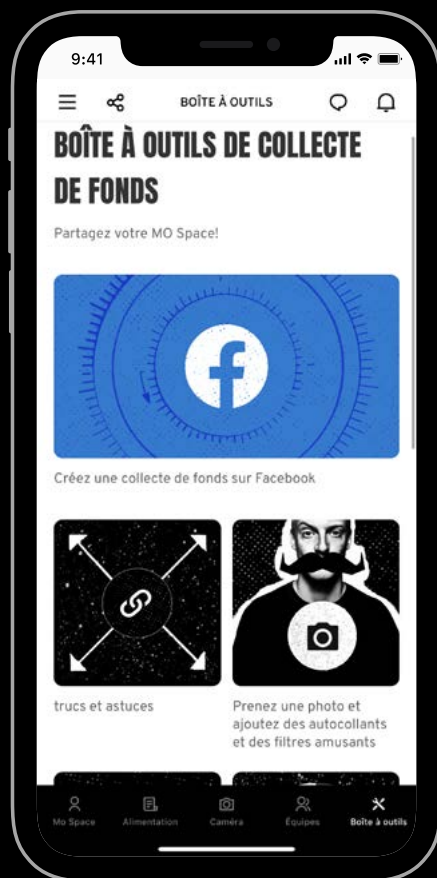 9:41
BOÎTE À OUTILS
BOÎTE À OUTILS DE COLLECTE
DE FONDS
Partagez votre MO Space!
Créez une collecte de fonds sur Facebook
trucs et astuces
Prenez une photo et
ajoutez des autocollants
et des filtres amusants
Mo Space Alimentation Caméra Équipes Boîte à outils